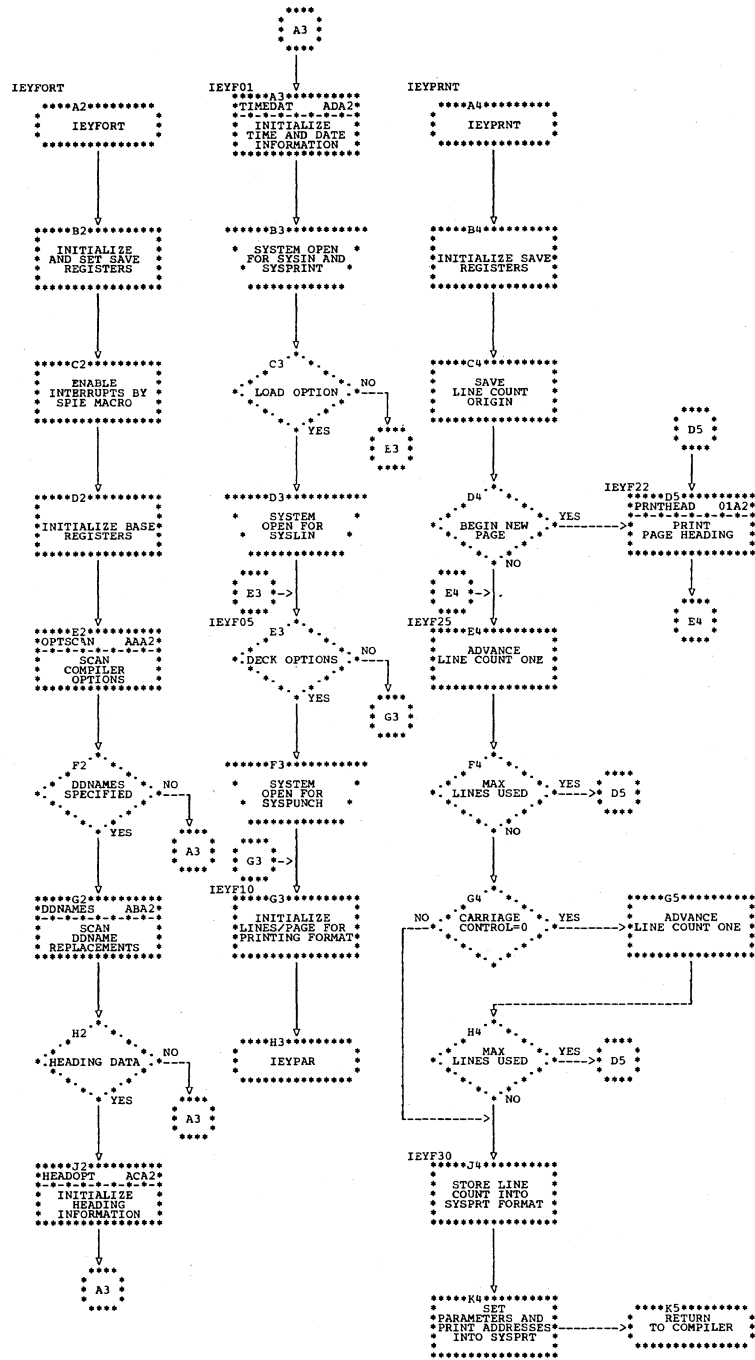 IEYFORT
A2
IEYFORT
B2
INITIALIZE
AND SET SAVE
REGISTERS
C2
ENABLE
INTERRUPTS BY
SPIE MACRO
D2
INITIALIZE BASE
REGISTERS
E2
OPTSCAN AAA2
SCAN
COMPILER
OPTIONS
F2
DDNAMES
SPECIFIED
NO
YES
A3
G2
DDNAMES ABA2
SCAN
DDNAME
REPLACEMENTS
H2
HEADING DATA
NO
YES
A3
J2
HEADOPT ACA2
INITIALIZE
HEADING
INFORMATION
A3
A3
IEYF01
A3
TIMEDAT ADA2
INITIALIZE
TIME AND DATE
INFORMATION
B3
SYSTEM OPEN
FOR SYSIN AND
SYSPRINT
C3
LOAD OPTION
NO
YES
E3
D3
SYSTEM
OPEN FOR
SYSLIN
E3
IEYF05
E3
DECK OPTIONS
NO
YES
G3
F3
SYSTEM
OPEN FOR
SYSPUNCH
G3
IEYF10
G3
INITIALIZE
LINES/PAGE FOR
PRINTING FORMAT
H3
IEYPAR
IEYPRNT
A4
IEYPRNT
B4
INITIALIZE SAVE
REGISTERS
C4
SAVE
LINE COUNT
ORIGIN
D4
BEGIN NEW
PAGE
YES
NO
D5
IEYF22
D5
PRNTHEAD 01A2
PRINT
PAGE HEADING
E4
E4
IEYF25
E4
ADVANCE
LINE COUNT ONE
F4
MAX
LINES USED
YES
D5
NO
G4
NO
CARRIAGE
CONTROL=0
YES
G5
ADVANCE
LINE COUNT ONE
H4
MAX
LINES USED
YES
D5
NO
IEYF30
J4
STORE LINE
COUNT INTO
SYSPRT FORMAT
K4
SET
PARAMETERS AND
PRINT ADDRESSES
INTO SYSPRT
K5
RETURN
TO COMPILER